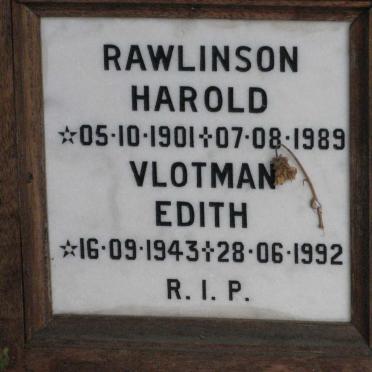 RAWLINSON
HAROLD
☆05·10·1901✝07·08·1989
VLOTMAN
EDITH
☆16·09·1943✝28·06·1992
R. I. P.